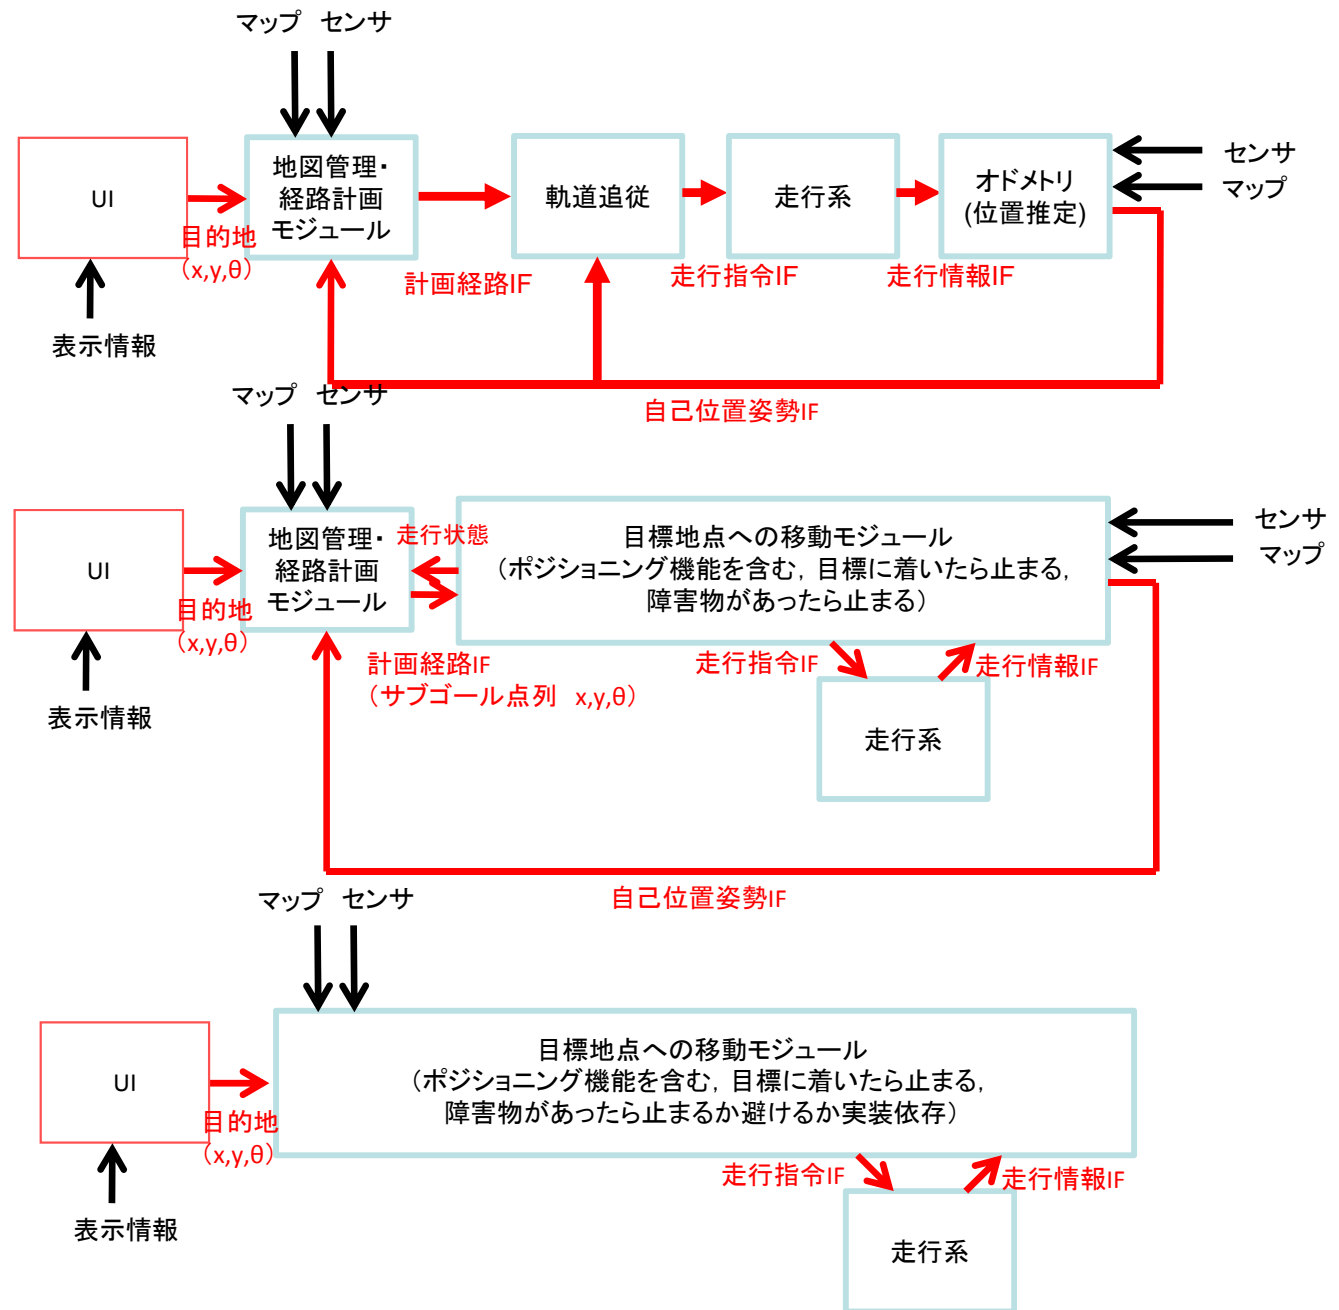 マップ センサ
UI
地図管理・
経路計画
モジュール
軌道追従
走行系
オドメトリ
(位置推定)
センサ
マップ
目的地
(x,y,θ)
計画経路IF
走行指令IF
走行情報IF
表示情報
自己位置姿勢IF
マップ センサ
UI
地図管理・
経路計画
モジュール
走行状態
目標地点への移動モジュール
(ポジショニング機能を含む, 目標に着いたら止まる,
障害物があったら止まる)
センサ
マップ
目的地
(x,y,θ)
計画経路IF
(サブゴール点列 x,y,θ)
走行指令IF
走行情報IF
走行系
表示情報
自己位置姿勢IF
マップ センサ
UI
目標地点への移動モジュール
(ポジショニング機能を含む, 目標に着いたら止まる,
障害物があったら止まるか避けるか実装依存)
目的地
(x,y,θ)
走行指令IF
走行情報IF
走行系
表示情報